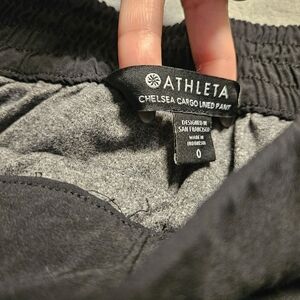 ATHLETA
CHELSEA CARGO LINED PANT
DESIGNED IN
SAN FRANCISCO
MADE IN
INDONESIA
0